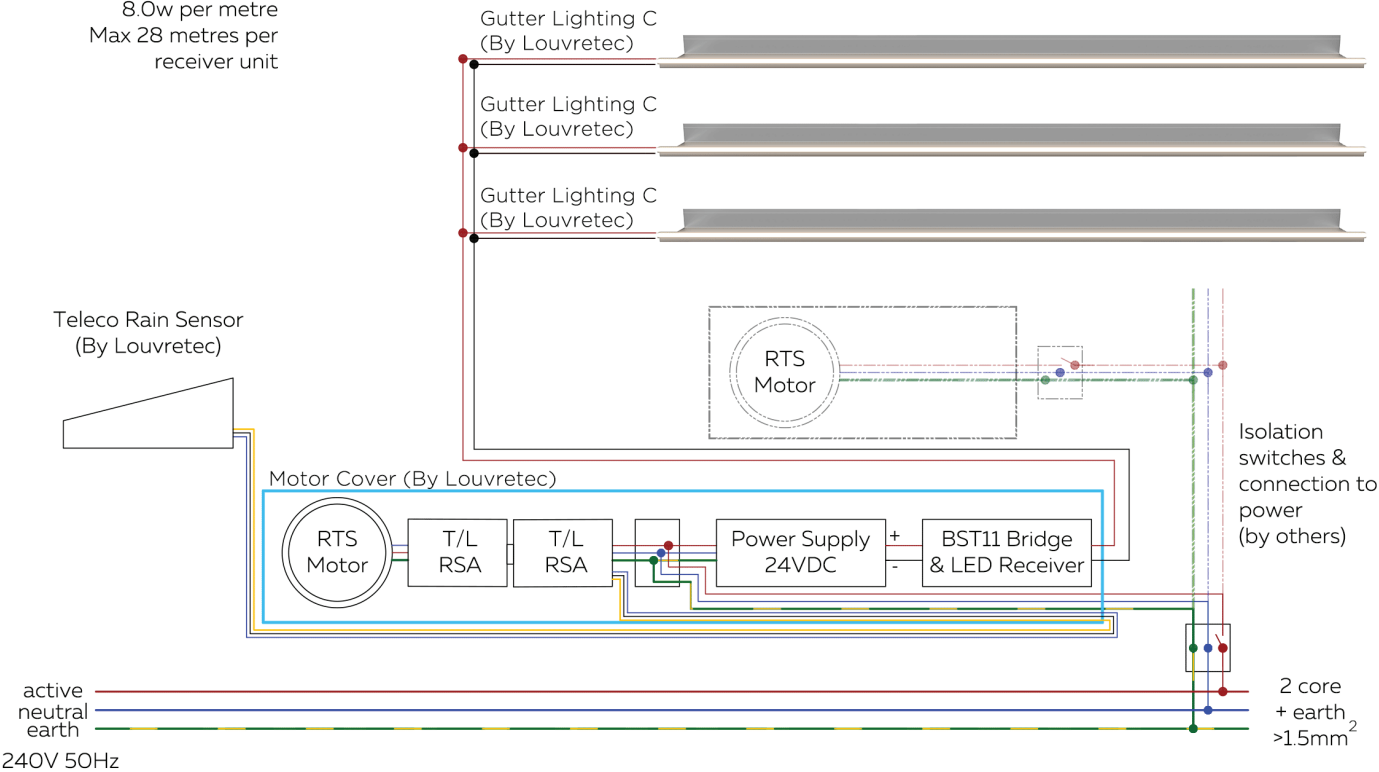 8.0w per metre
Max 28 metres per
receiver unit
Gutter Lighting C
(By Louvretec)
Gutter Lighting C
(By Louvretec)
Gutter Lighting C
(By Louvretec)
Teleco Rain Sensor
(By Louvretec)
RTS
Motor
Isolation
switches &
connection to
power
(by others)
Motor Cover (By Louvretec)
RTS
Motor
T/L
RSA
T/L
RSA
Power Supply
24VDC
+
-
BST11 Bridge
& LED Receiver
active
neutral
earth
240V 50Hz
2 core
+ earth
>1.5mm²